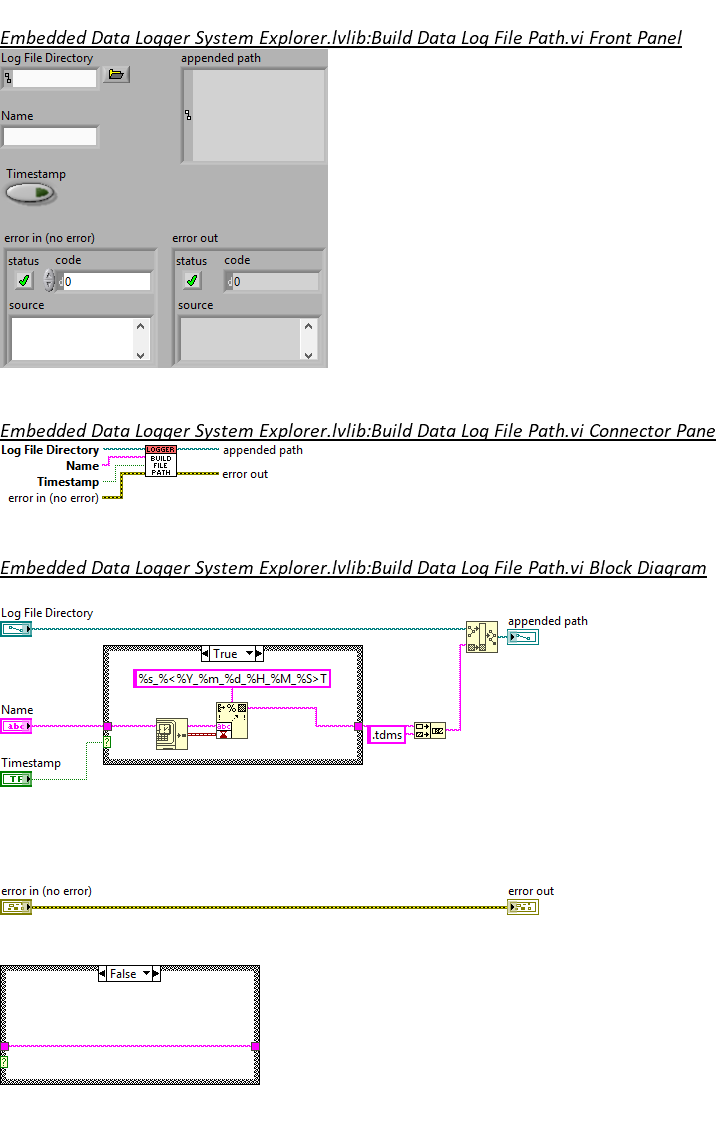 Embedded Data Logger System Explorer.lvlib:Build Data Log File Path.vi Front Panel
Log File Directory
appended path
Name
Timestamp
error in (no error)
error out
status
code
status
code
0
0
source
source
Embedded Data Logger System Explorer.lvlib:Build Data Log File Path.vi Connector Pane
Log File Directory
Name
Timestamp
error in (no error)
LOGGER
BUILD
FILE
PATH
appended path
error out
Embedded Data Logger System Explorer.lvlib:Build Data Log File Path.vi Block Diagram
Log File Directory
appended path
True
%s_%<%Y_%m_%d_%H_%M_%S>T
Name
abc
%
abc
.tdms
?
Timestamp
TF
error in (no error)
error out
False
?